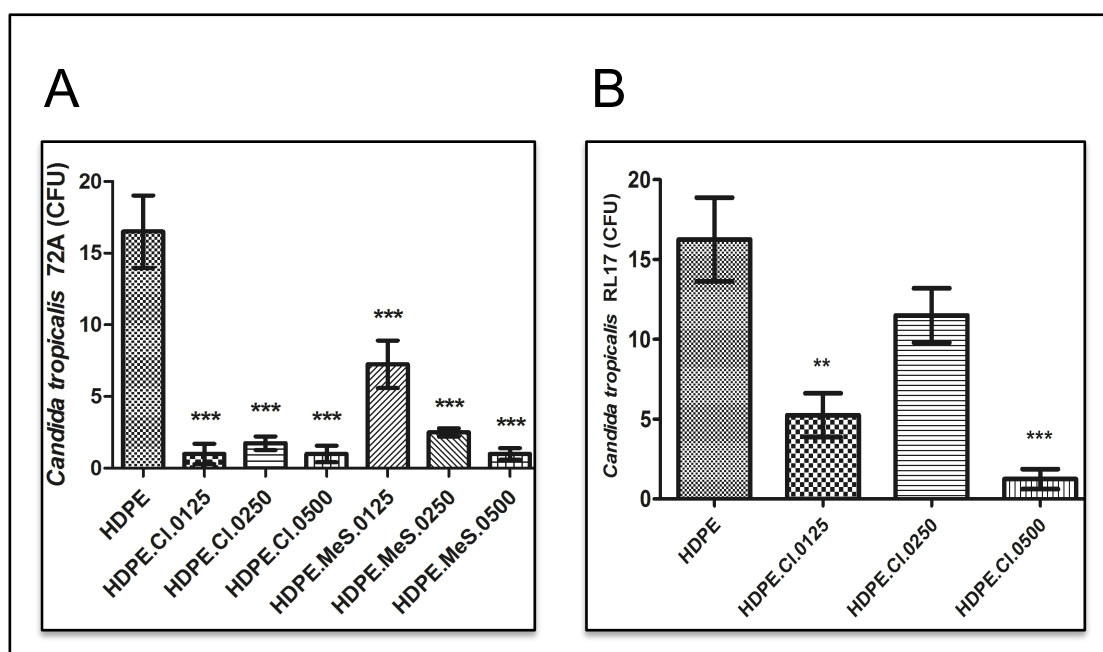 A
B
Candida tropicalis 72A (CFU)
20
15
10
5
0
***
***
***
***
***
***
HDPE
HDPE.Cl.0125
HDPE.Cl.0250
HDPE.Cl.0500
HDPE.MeS.0125
HDPE.MeS.0250
HDPE.MeS.0500
Candida tropicalis RL17 (CFU)
20
15
10
5
0
**
***
HDPE
HDPE.Cl.0125
HDPE.Cl.0250
HDPE.Cl.0500